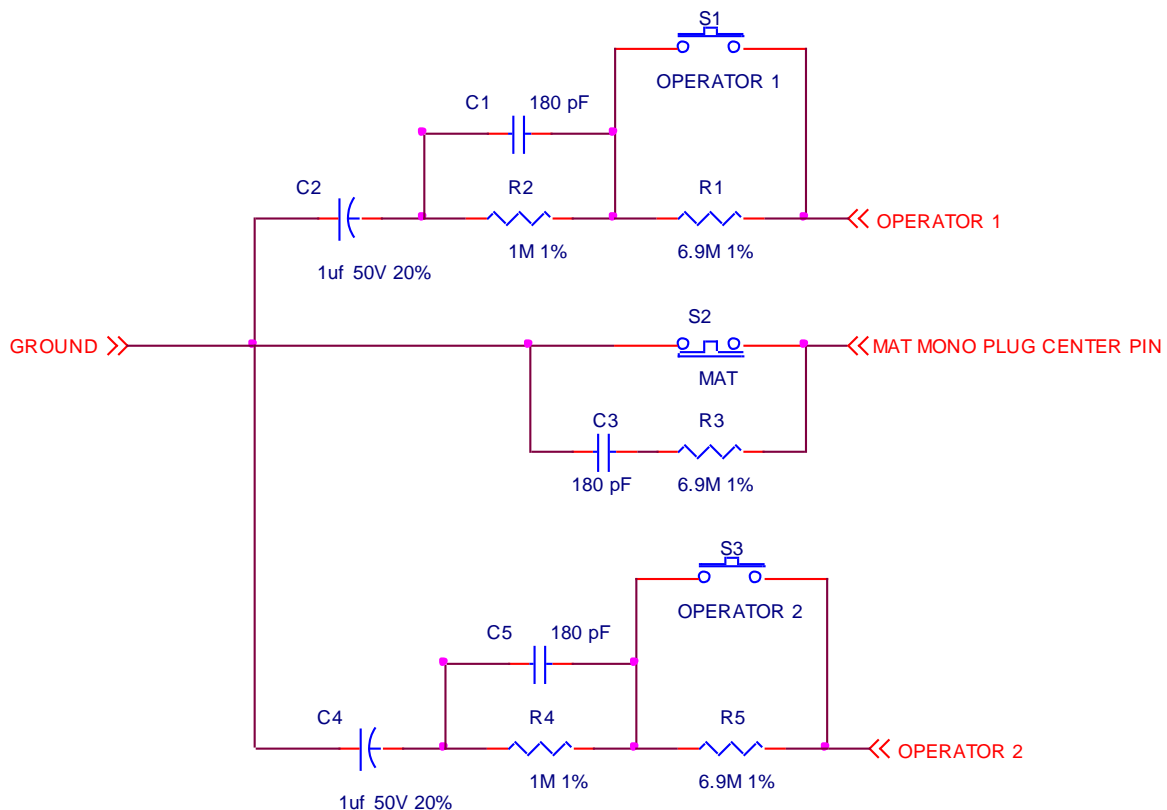 S1
OPERATOR 1
C1 180 pF
C2
R2
R1
OPERATOR 1
1M 1%
6.9M 1%
1uf 50V 20%
S2
GROUND
MAT MONO PLUG CENTER PIN
MAT
C3
R3
180 pF
6.9M 1%
S3
OPERATOR 2
C5 180 pF
C4
R4
R5
OPERATOR 2
1M 1%
6.9M 1%
1uf 50V 20%